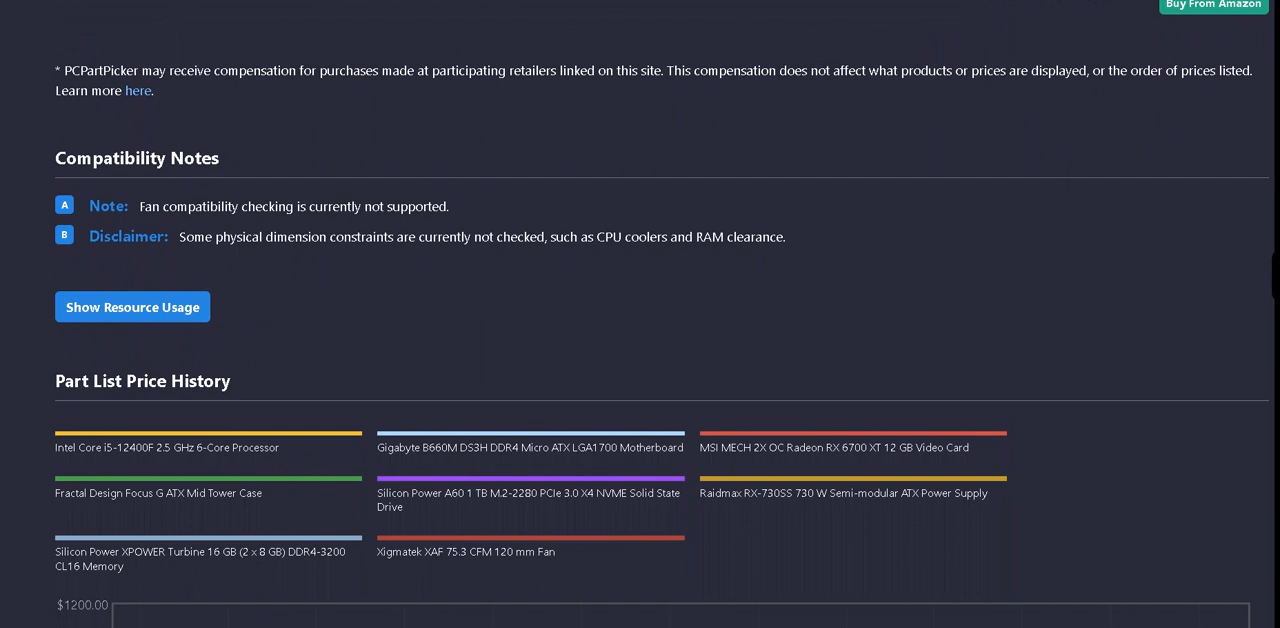 Buy From Amazon
* PCPartPicker may receive compensation for purchases made at participating retailers linked on this site. This compensation does not affect what products or prices are displayed, or the order of prices listed.
Learn more here.
Compatibility Notes
A Note: Fan compatibility checking is currently not supported.
B Disclaimer: Some physical dimension constraints are currently not checked, such as CPU coolers and RAM clearance.
Show Resource Usage
Part List Price History
Intel Core i5-12400F 2.5 GHz 6-Core Processor
Gigabyte B660M DS3H DDR4 Micro ATX LGA1700 Motherboard
MSI MECH 2X OC Radeon RX 6700 XT 12 GB Video Card
Fractal Design Focus G ATX Mid Tower Case
Silicon Power A60 1 TB M.2-2280 PCIe 3.0 X4 NVME Solid State
Drive
Raidmax RX-730SS 730 W Semi-modular ATX Power Supply
Silicon Power XPOWER Turbine 16 GB (2 x 8 GB) DDR4-3200
CL16 Memory
Xigmatek XAF 75.3 CFM 120 mm Fan
$1200.00